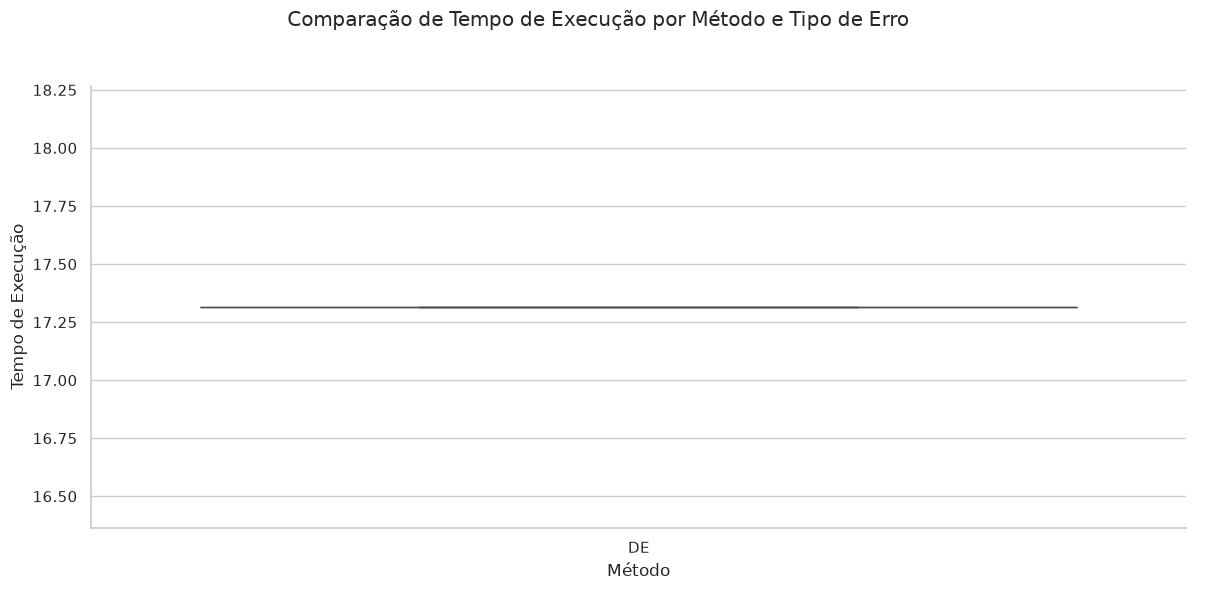 Comparação de Tempo de Execução por Método e Tipo de Erro
18.25
18.00
17.75
17.50
17.25
17.00
16.75
16.50
Tempo de Execução
DE
Método